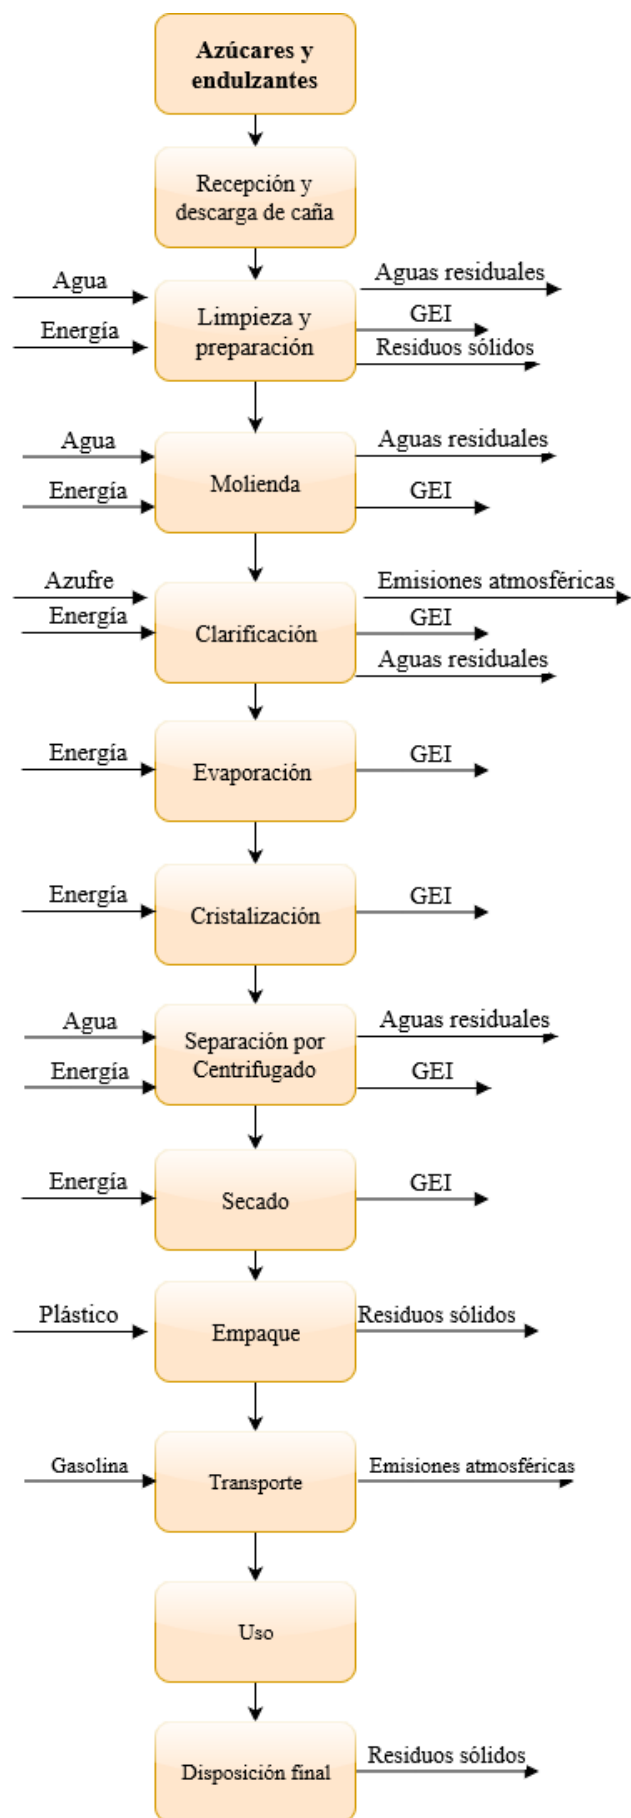 Azúcares y
endulzantes
Recepción y
descarga de caña
Agua
Energía
Limpieza y
preparación
Aguas residuales
GEI
Residuos sólidos
Agua
Energía
Molienda
Aguas residuales
GEI
Azufre
Energía
Clarificación
Emisiones atmosféricas
GEI
Aguas residuales
Energía
Evaporación
GEI
Energía
Cristalización
GEI
Agua
Energía
Separación por
Centrifugado
Aguas residuales
GEI
Energía
Secado
GEI
Plástico
Empaque
Residuos sólidos
Gasolina
Transporte
Emisiones atmosféricas
Uso
Disposición final
Residuos sólidos